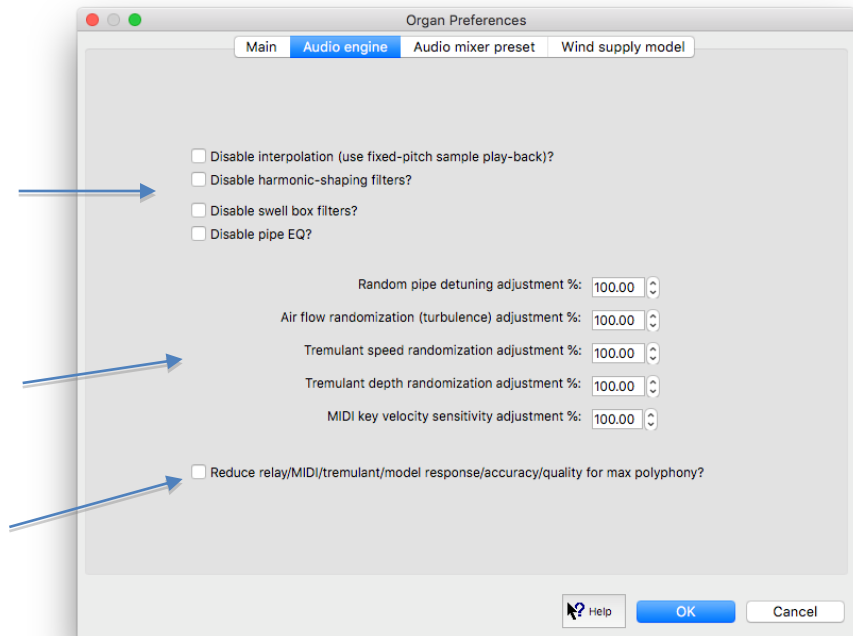 Organ Preferences
Main Audio engine Audio mixer preset Wind supply model
Disable interpolation (use fixed-pitch sample play-back)?
Disable harmonic-shaping filters?
Disable swell box filters?
Disable pipe EQ?
Random pipe detuning adjustment %: 100.00
Air flow randomization (turbulence) adjustment %: 100.00
Tremulant speed randomization adjustment %: 100.00
Tremulant depth randomization adjustment %: 100.00
MIDI key velocity sensitivity adjustment %: 100.00
Reduce relay/MIDI/tremulant/model response/accuracy/quality for max polyphony?
Help OK Cancel